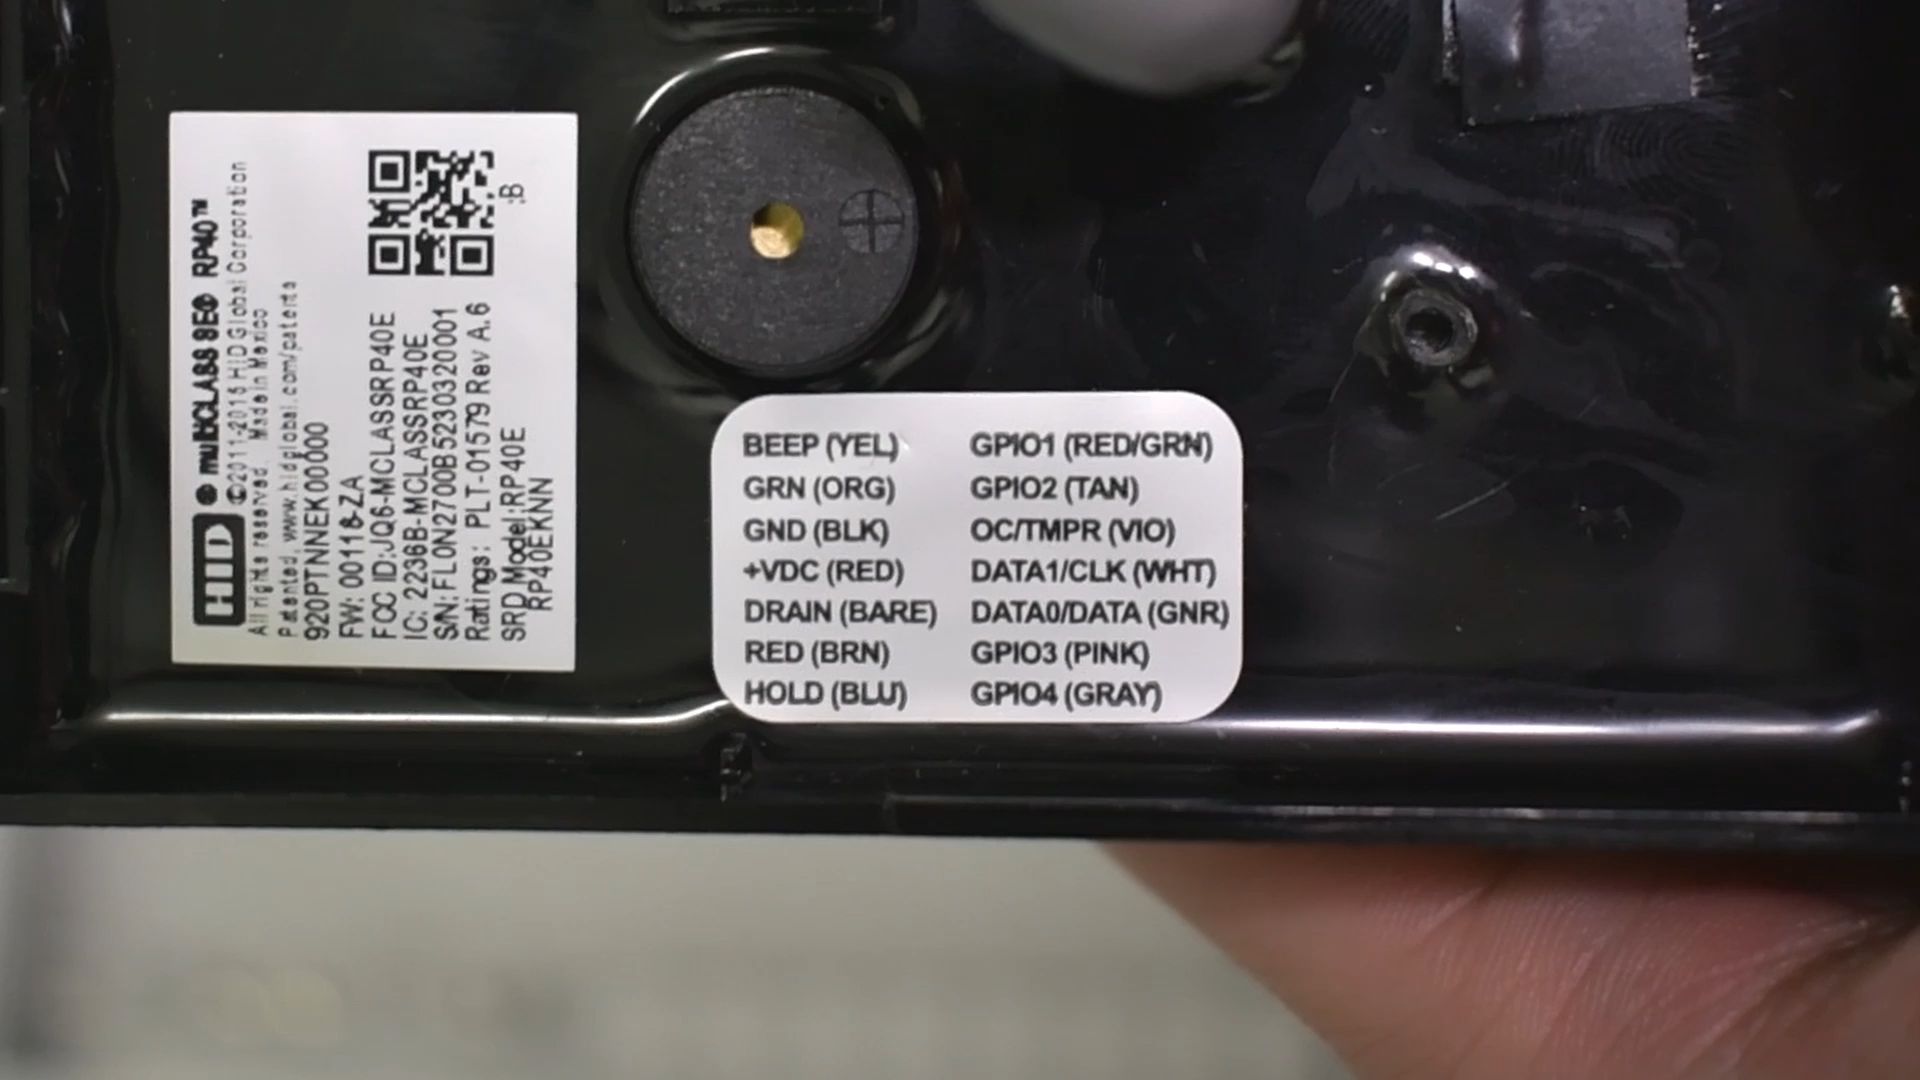 HID multiCLASS SE® RP40™
©2011-2015 HID Global Corporation
All rights reserved. Made in Mexico
Patented. www.hidglobal.com/patents
920PTNNEK00000
FW: 00118-ZA
FCC ID:JQ6-MCLASSRP40E
IC: 2236B-MCLASSRP40E
S/N: FL0N2700B5230320001
Ratings: PLT-01579 Rev A.6
SRD Model:RP40E
RP40EKNN
:B
BEEP (YEL) GPIO1 (RED/GRN)
GRN (ORG) GPIO2 (TAN)
GND (BLK) OC/TMPR (VIO)
+VDC (RED) DATA1/CLK (WHT)
DRAIN (BARE) DATA0/DATA (GNR)
RED (BRN) GPIO3 (PINK)
HOLD (BLU) GPIO4 (GRAY)